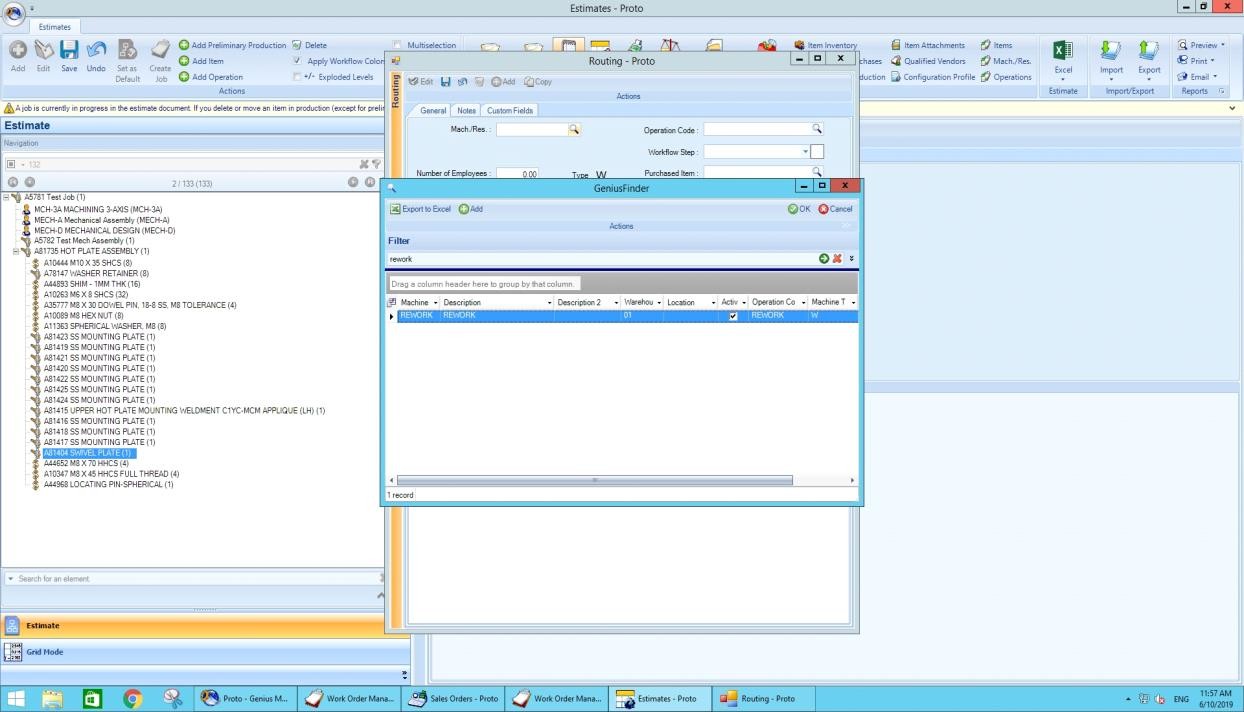 Estimates - Proto
Estimates
Add
Edit
Save
Undo
Set as Default
Create Job
Add Preliminary Production
Add Item
Add Operation
Delete
Apply Workflow Color
+/- Exploded Levels
Multiselection
Actions
Item Inventory
Item Attachments
Qualified Vendors
Configuration Profile
Items
Mach./Res.
Operations
Excel
Estimate
Import
Export
Import/Export
Preview
Print
Email
Reports
A job is currently in progress in the estimate document. If you delete or move an item in production (except for preli
Estimate
Navigation
132
2 / 133 (133)
A5781 Test Job (1)
MCH-3A MACHINING 3-AXIS (MCH-3A)
MECH-A Mechanical Assembly (MECH-A)
MECH-D MECHANICAL DESIGN (MECH-D)
A5782 Test Mech Assembly (1)
A81735 HOT PLATE ASSEMBLY (1)
A10444 M10 X 35 SHCS (8)
A78147 WASHER RETAINER (8)
A44893 SHIM - 1MM THK (16)
A10263 M6 X 8 SHCS (32)
A35777 M8 X 30 DOWEL PIN, 18-8 SS, M8 TOLERANCE (4)
A10089 M8 HEX NUT (8)
A11363 SPHERICAL WASHER, M8 (8)
A81423 SS MOUNTING PLATE (1)
A81419 SS MOUNTING PLATE (1)
A81421 SS MOUNTING PLATE (1)
A81420 SS MOUNTING PLATE (1)
A81422 SS MOUNTING PLATE (1)
A81425 SS MOUNTING PLATE (1)
A81424 SS MOUNTING PLATE (1)
A81415 UPPER HOT PLATE MOUNTING WELDMENT C1YC-MCM APPLIQUE (LH) (1)
A81416 SS MOUNTING PLATE (1)
A81418 SS MOUNTING PLATE (1)
A81417 SS MOUNTING PLATE (1)
A81404 SWIVEL PLATE (1)
A44652 M8 X 70 HHCS (4)
A10347 M8 X 45 HHCS FULL THREAD (4)
A44968 LOCATING PIN-SPHERICAL (1)
Search for an element.
Estimate
Grid Mode
Routing - Proto
Routing
Edit
Add
Copy
Actions
General
Notes
Custom Fields
Mach./Res. :
Operation Code :
Workflow Step :
Number of Employees : 0.00
Type W
Purchased Item :
GeniusFinder
Export to Excel
Add
OK
Cancel
Actions
Filter
rework
Drag a column header here to group by that column.
Machine Description Description 2 Warehou Location Activ Operation Co Machine T
REWORK REWORK 01 REWORK W
1 record
Proto - Genius M...
Work Order Mana...
Sales Orders - Proto
Work Order Mana...
Estimates - Proto
Routing - Proto
ENG
11:57 AM
6/10/2019